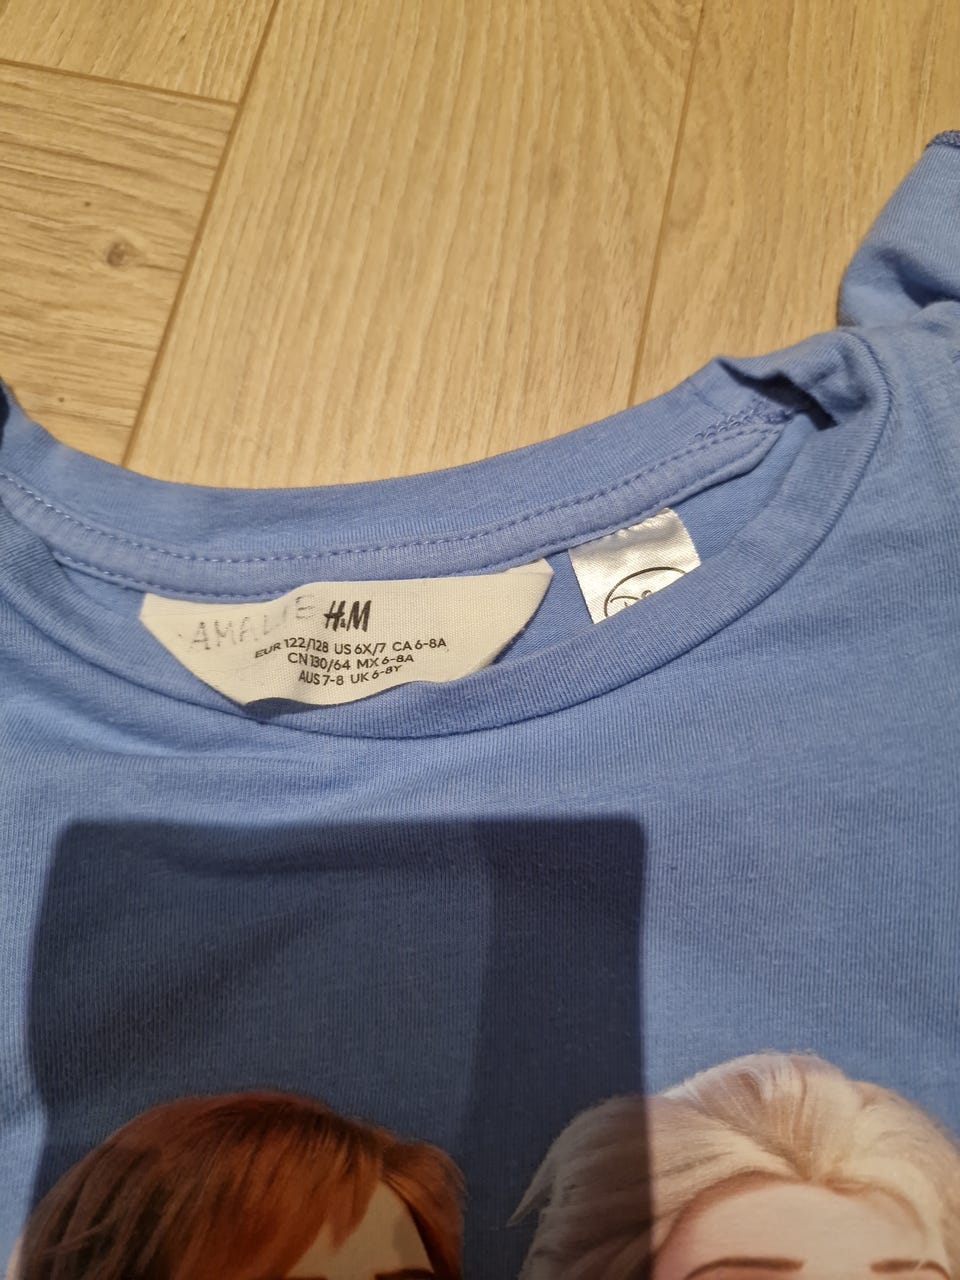 AMALIE H&M
EUR 122/128 US 6X/7 CA 6-8A
CN 130/64 MX 6-8A
AUS 7-8 UK 6-8Y